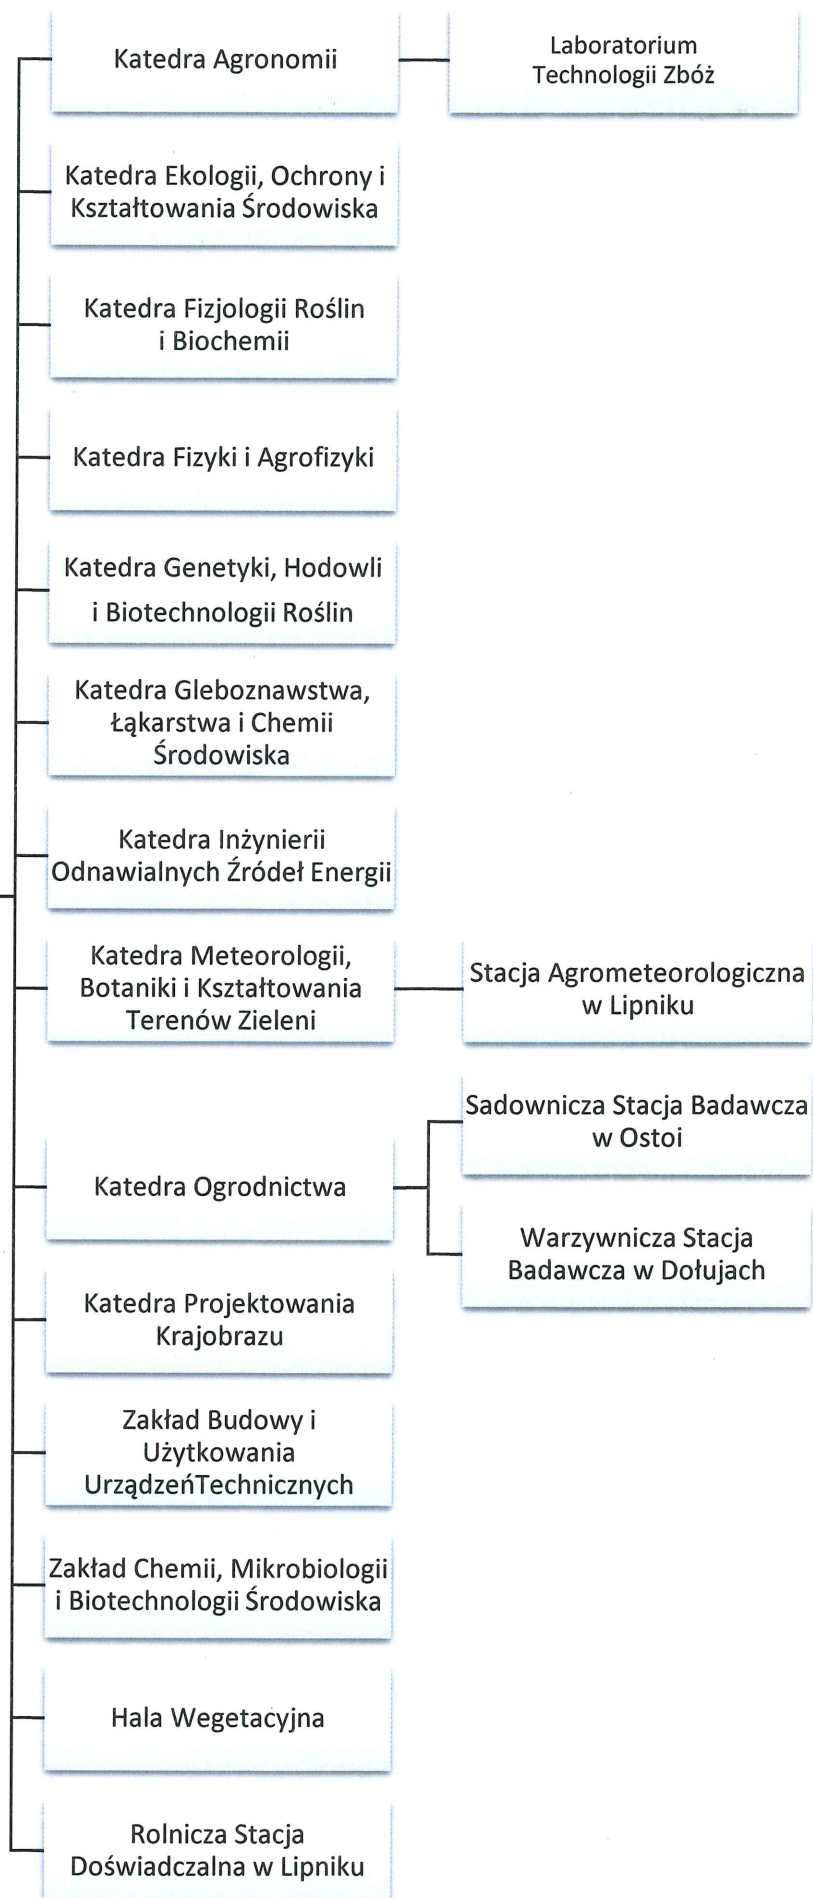 Katedra Agronomii
Laboratorium
Technologii Zbóż
Katedra Ekologii, Ochrony i
Kształtowania Środowiska
Katedra Fizjologii Roślin
i Biochemii
Katedra Fizyki i Agrofizyki
Katedra Genetyki, Hodowli
i Biotechnologii Roślin
Katedra Gleboznawstwa,
Łąkarstwa i Chemii
Środowiska
Katedra Inżynierii
Odnawialnych Źródeł Energii
Katedra Meteorologii,
Botaniki i Kształtowania
Terenów Zieleni
Stacja Agrometeorologiczna
w Lipniku
Katedra Ogrodnictwa
Sadownicza Stacja Badawcza
w Ostoi
Warzywnicza Stacja
Badawcza w Dołujach
Katedra Projektowania
Krajobrazu
Zakład Budowy i
Użytkowania
UrządzeńTechnicznych
Zakład Chemii, Mikrobiologii
i Biotechnologii Środowiska
Hala Wegetacyjna
Rolnicza Stacja
Doświadczalna w Lipniku